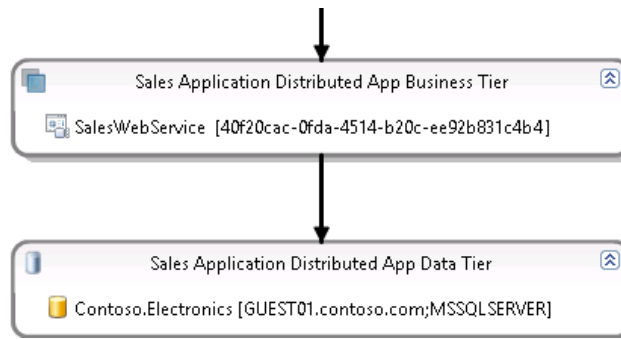 Sales Application Distributed App Business Tier
SalesWebService [40f20cac-0fda-4514-b20c-ee92b831c4b4]
Sales Application Distributed App Data Tier
Contoso.Electronics [GUEST01.contoso.com;MSSQLSERVER]